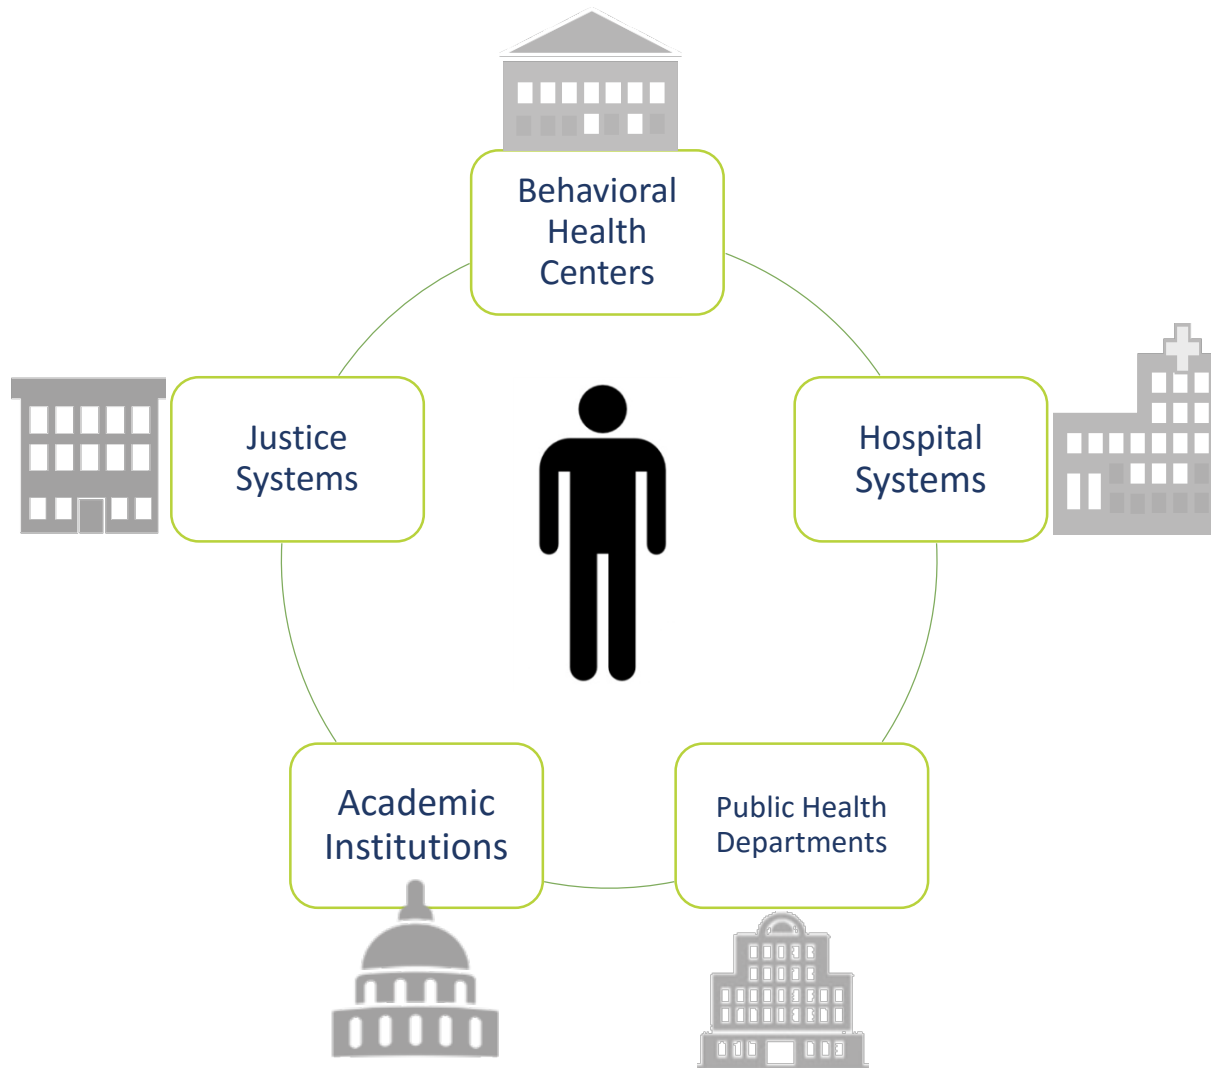 Behavioral
Health
Centers
Justice
Systems
Hospital
Systems
Academic
Institutions
Public Health
Departments